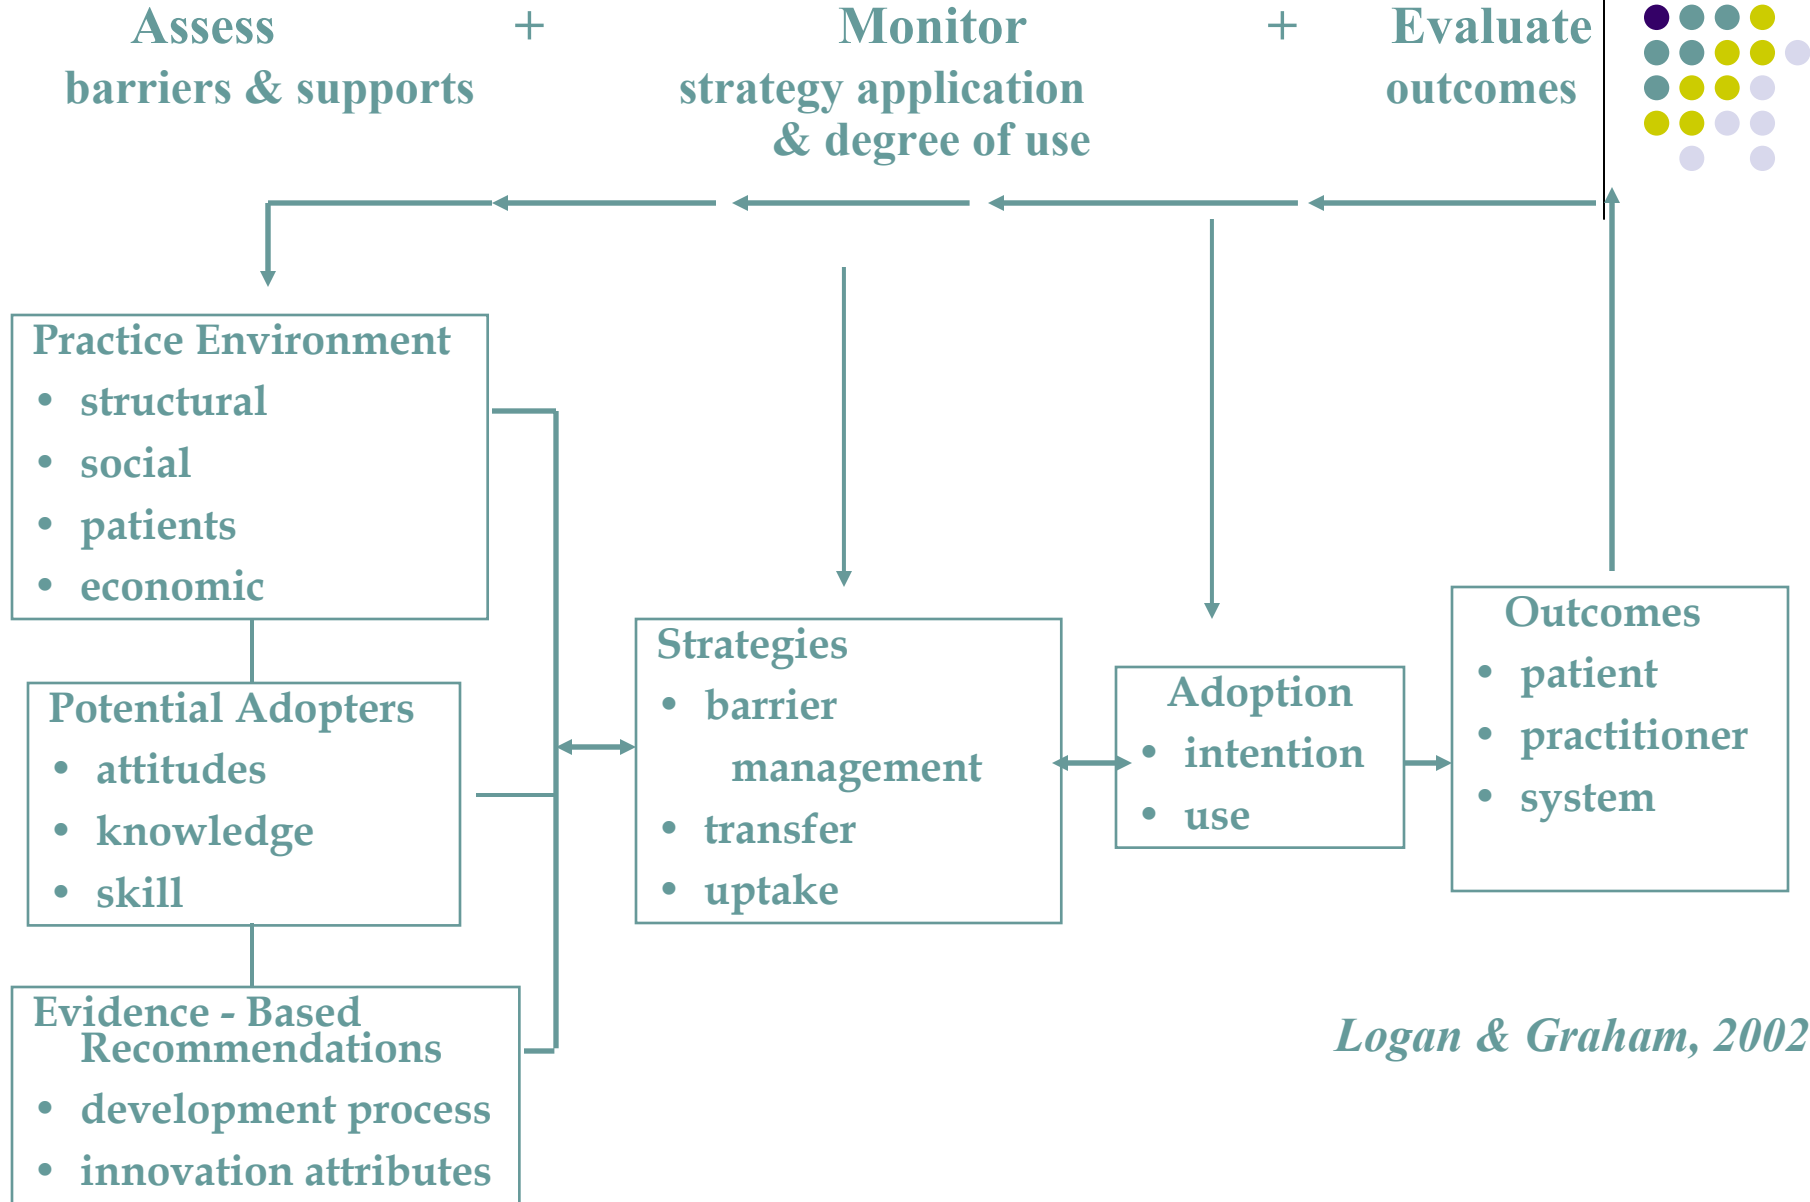 Assess + Monitor + Evaluate
barriers & supports strategy application outcomes
& degree of use
Practice Environment
• structural
• social
• patients
• economic
Potential Adopters
• attitudes
• knowledge
• skill
Evidence - Based
Recommendations
• development process
• innovation attributes
Strategies
• barrier
management
• transfer
• uptake
Adoption
• intention
• use
Outcomes
• patient
• practitioner
• system
Logan & Graham, 2002